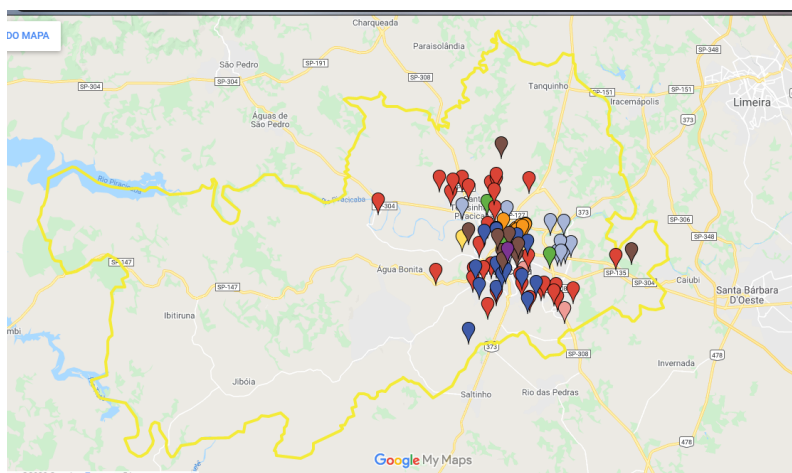 DO MAPA
Charqueada
Paraisolândia
São Pedro
SP-191
SP-348
SP-304
SP-304
SP-308
Tanquinho
SP-151
SP-151
Iracemápolis
Limeira
Águas de
São Pedro
373
Rio Piracicaba
SP-304
373
SP-306
SP-348
SP-147
Água Bonita
SP-135
SP-147
SP-304
Caiubi
Santa Bárbara
D'Oeste
Ibitiruna
373
SP-308
478
Invernada
Jibóia
Saltinho
Rio das Pedras
478
Google My Maps